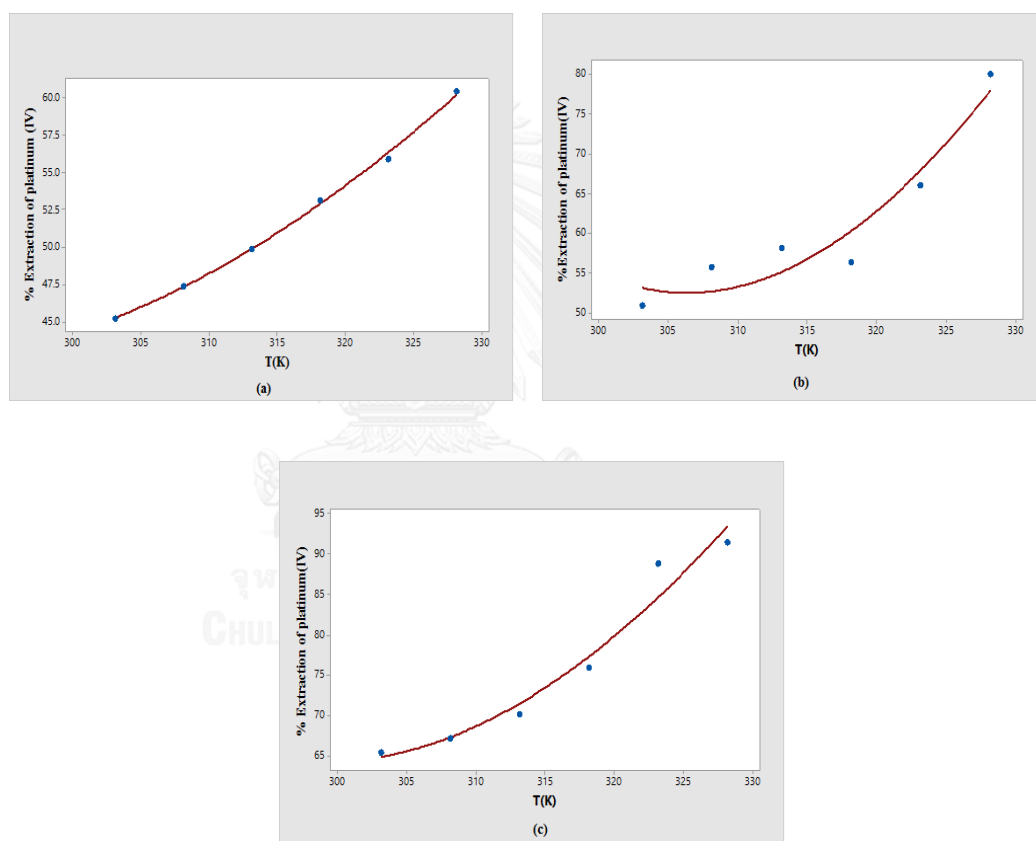 % Extraction of platinum (IV)
60.0
57.5
55.0
52.5
50.0
47.5
45.0
300 305 310 315 320 325 330
T(K)
(a)
%Extraction of platinum(IV)
80
75
70
65
60
55
50
300 305 310 315 320 325 330
T(K)
(b)
% Extraction of platinum(IV)
95
90
85
80
75
70
65
300 305 310 315 320 325 330
T(K)
(c)
จุฬ
CHUL